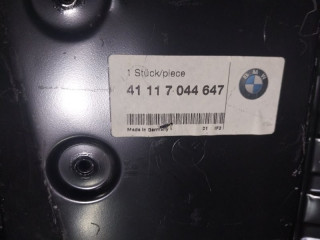 1 Stück/piece
BMW
41 11 7 044 647
Made in Germany